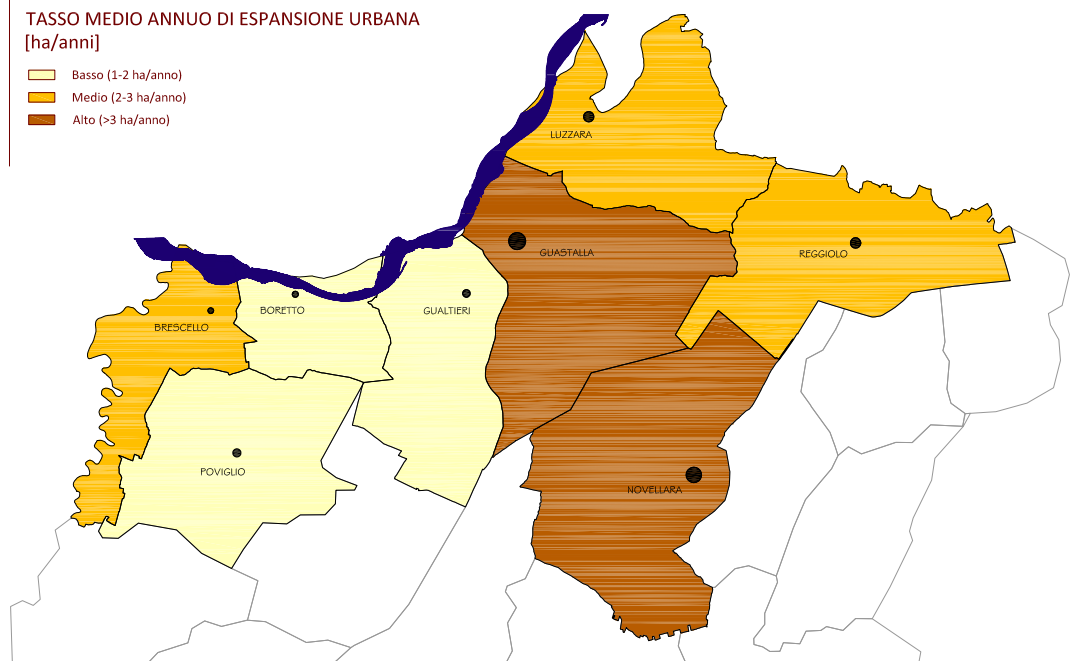 TASSO MEDIO ANNUO DI ESPANSIONE URBANA
[ha/anni]
Basso (1-2 ha/anno)
Medio (2-3 ha/anno)
Alto (>3 ha/anno)
LUZZARA
GUASTALLA
REGGIOLO
BRESCELLO
BORETTO
GUALTIERI
POVIGLIO
NOVELLARA